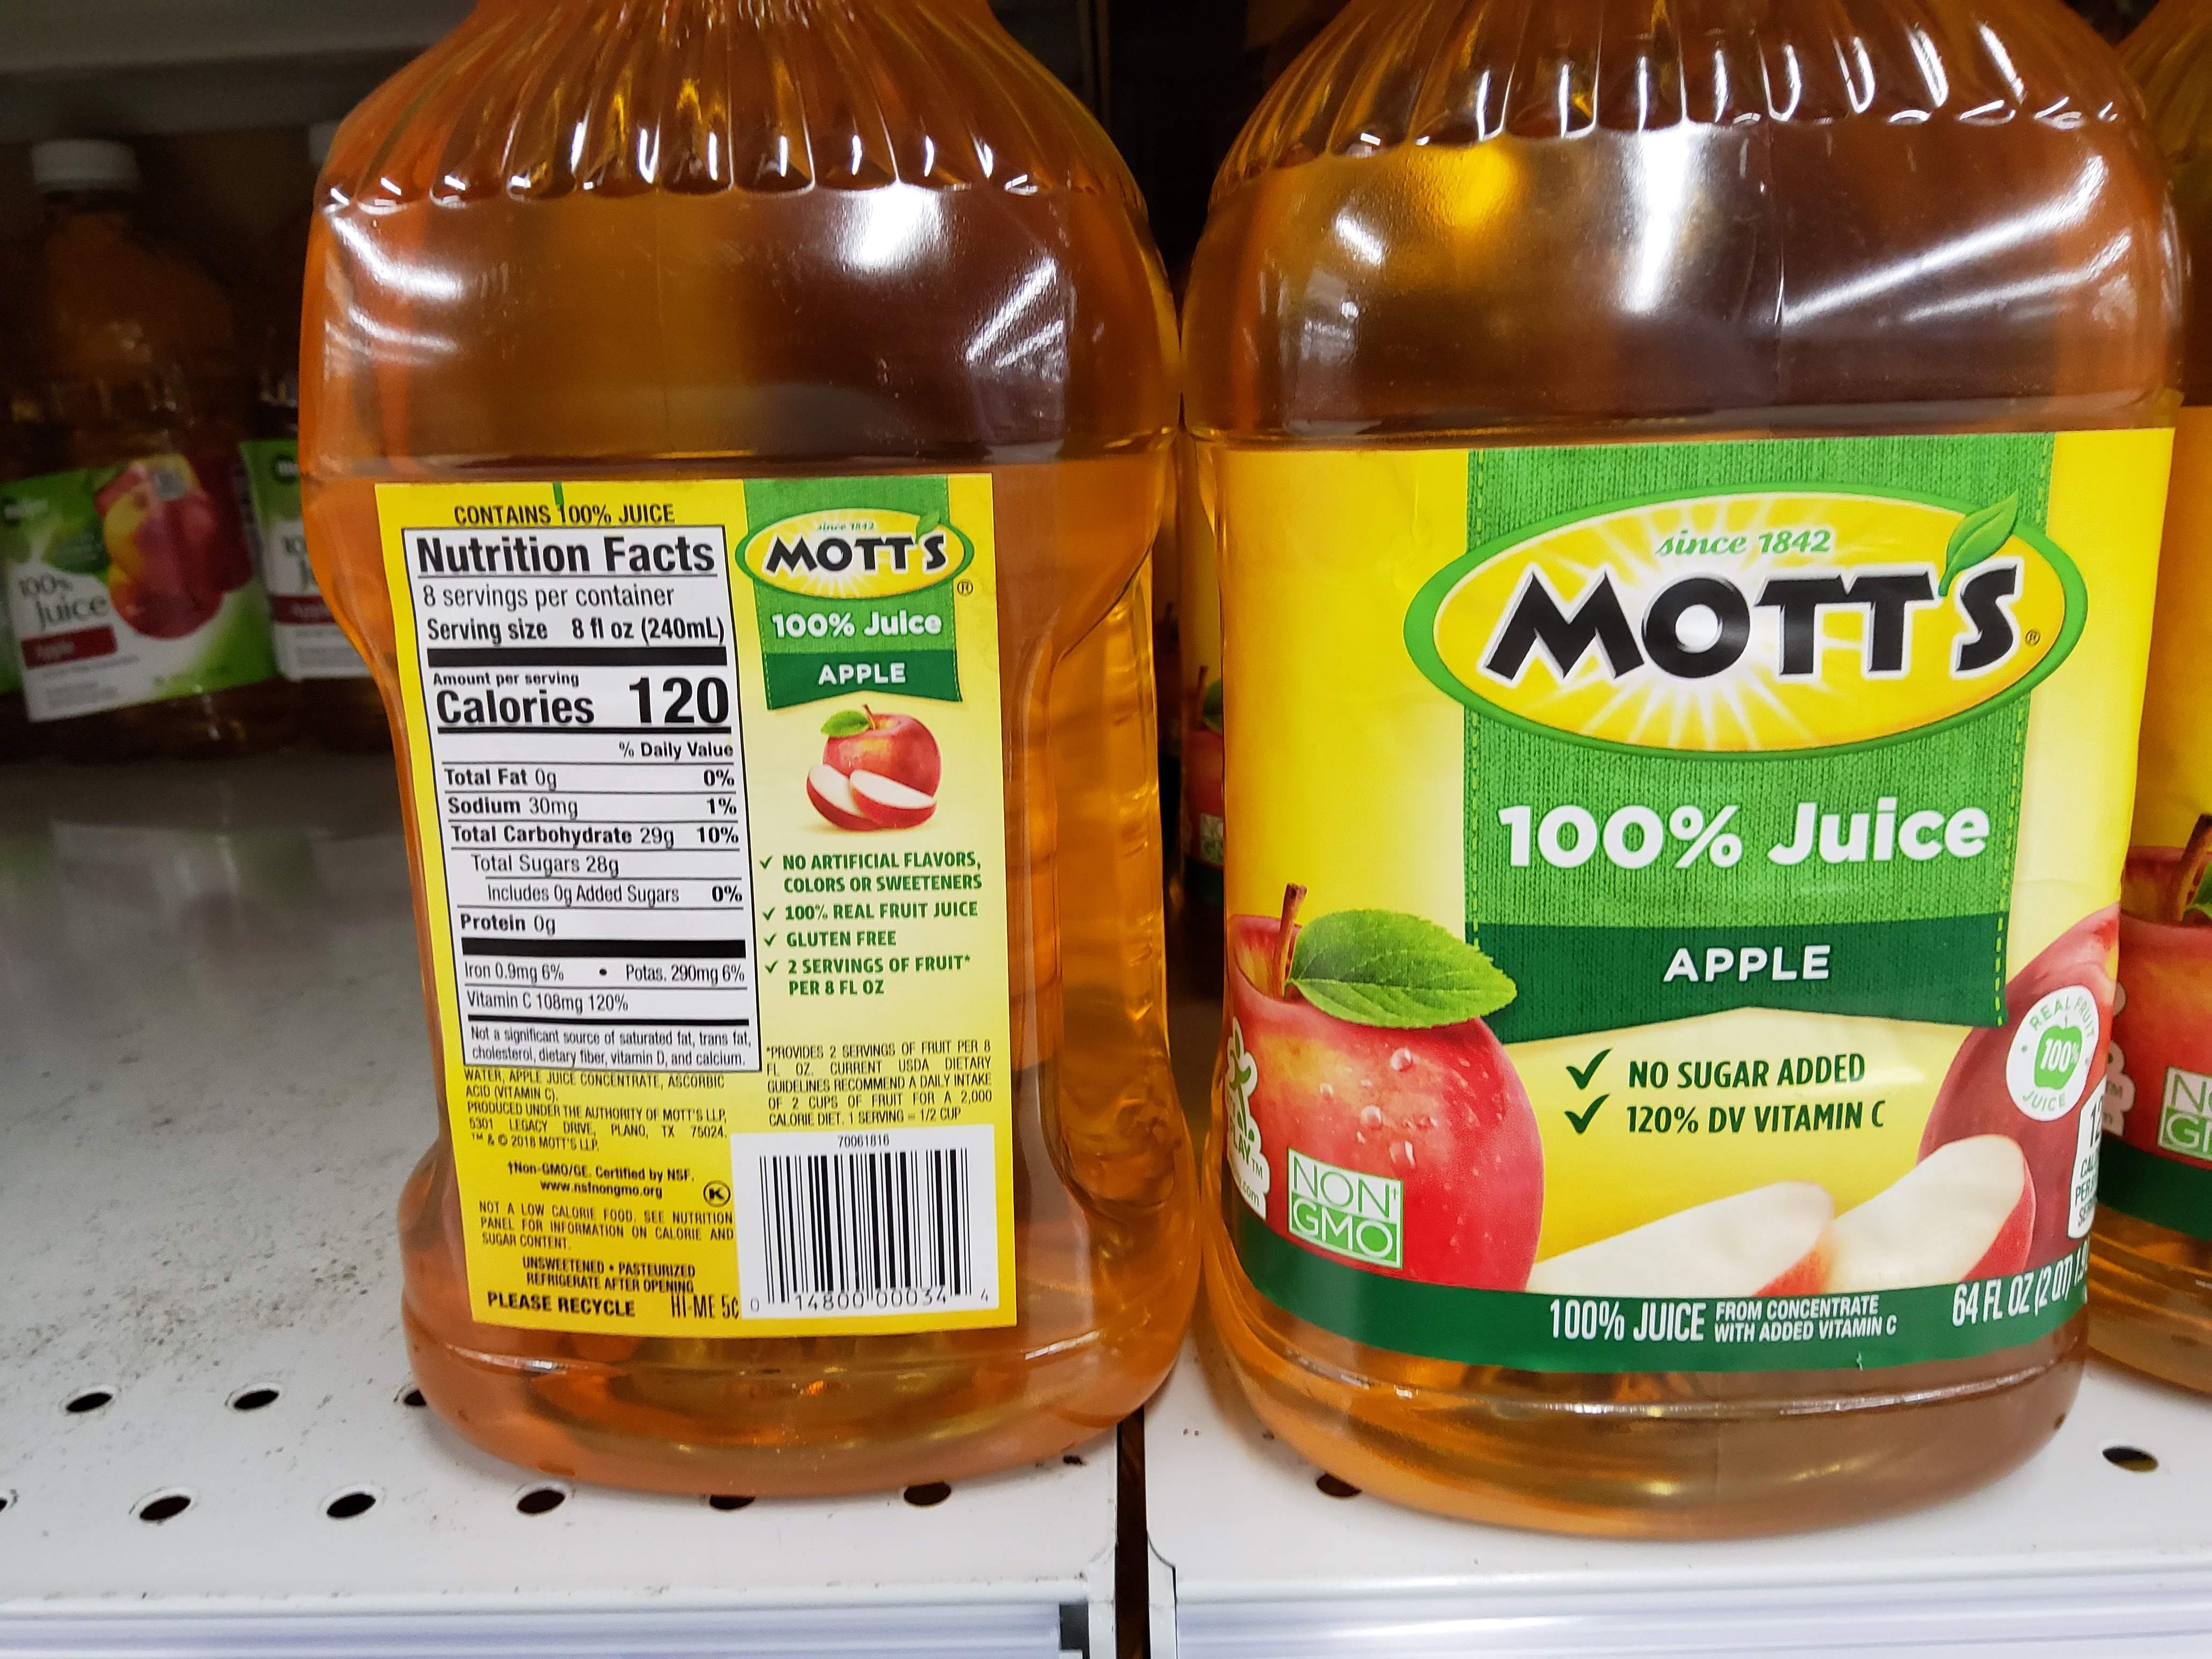 100%
Juice
Apple
CONTAINS 100% JUICE
Nutrition Facts
8 servings per container
Serving size 8 fl oz (240mL)
Amount per serving
Calories 120
% Daily Value
Total Fat 0g 0%
Sodium 30mg 1%
Total Carbohydrate 29g 10%
Total Sugars 28g
Includes 0g Added Sugars 0%
Protein 0g
Iron 0.9mg 6% • Potas. 290mg 6%
Vitamin C 108mg 120%
Not a significant source of saturated fat, trans fat,
cholesterol, dietary fiber, vitamin D, and calcium.
WATER, APPLE JUICE CONCENTRATE, ASCORBIC
ACID (VITAMIN C).
PRODUCED UNDER THE AUTHORITY OF MOTT'S LLP,
5301 LEGACY DRIVE, PLANO, TX 75024.
™ & © 2018 MOTT'S LLP.
†Non-GMO/GE. Certified by NSF.
www.nsfnongmo.org
K
NOT A LOW CALORIE FOOD. SEE NUTRITION
PANEL FOR INFORMATION ON CALORIE AND
SUGAR CONTENT.
UNSWEETENED • PASTEURIZED
REFRIGERATE AFTER OPENING
PLEASE RECYCLE HI-ME 5¢
since 1842
MOTT'S®
100% Juice
APPLE
✓ NO ARTIFICIAL FLAVORS,
COLORS OR SWEETENERS
✓ 100% REAL FRUIT JUICE
✓ GLUTEN FREE
✓ 2 SERVINGS OF FRUIT*
PER 8 FL OZ
*PROVIDES 2 SERVINGS OF FRUIT PER 8
FL OZ. CURRENT USDA DIETARY
GUIDELINES RECOMMEND A DAILY INTAKE
OF 2 CUPS OF FRUIT FOR A 2,000
CALORIE DIET. 1 SERVING = 1/2 CUP
70061816
0 14800 00034 4
since 1842
MOTT'S®
100% Juice
APPLE
✓ NO SUGAR ADDED
✓ 120% DV VITAMIN C
REAL FRUIT
100%
JUICE
NON†
GMO
100% JUICE FROM CONCENTRATE
WITH ADDED VITAMIN C
64 FL OZ (2 QT)